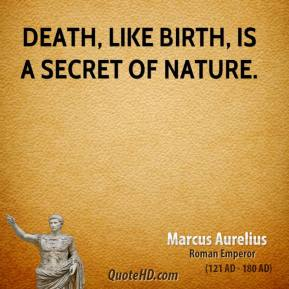 DEATH, LIKE BIRTH, IS
A SECRET OF NATURE.
Marcus Aurelius
Roman Emperor
(121 AD - 180 AD)
QuoteHD.com